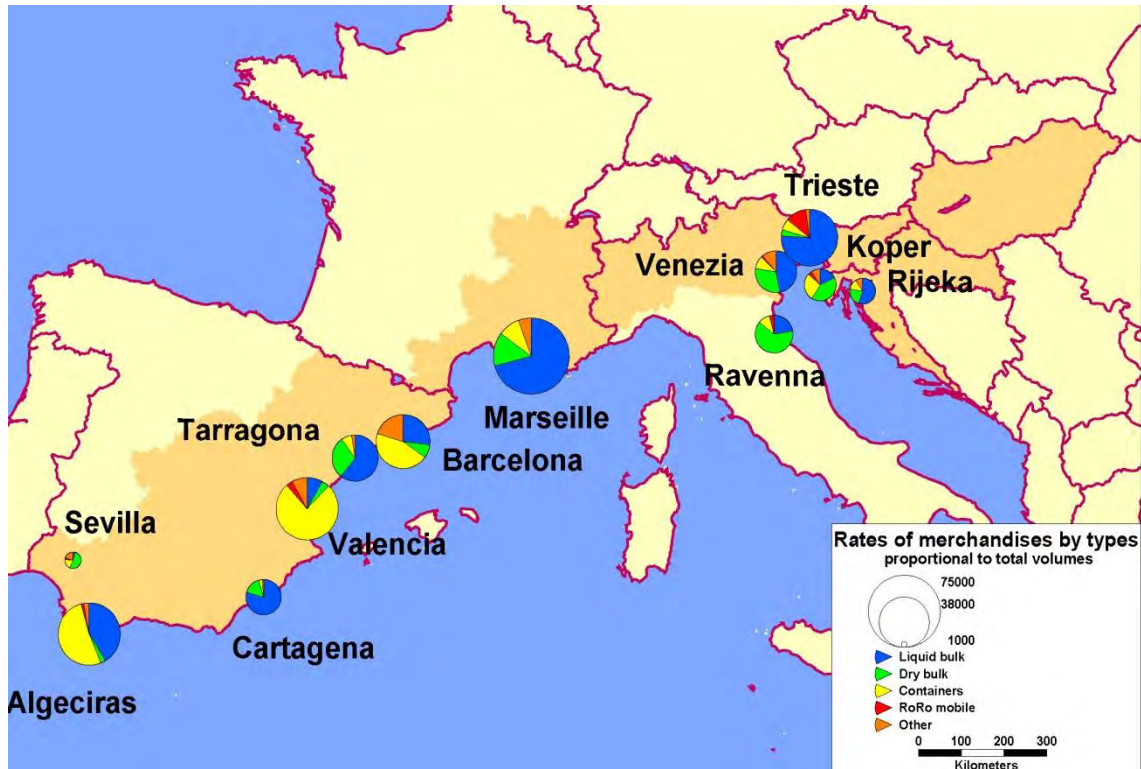 Trieste
Koper
Venezia
Rijeka
Ravenna
Marseille
Tarragona
Barcelona
Sevilla
Valencia
Cartagena
Algeciras
Rates of merchandises by types
proportional to total volumes
75000
38000
1000
Liquid bulk
Dry bulk
Containers
RoRo mobile
Other
0 100 200 300
Kilometers